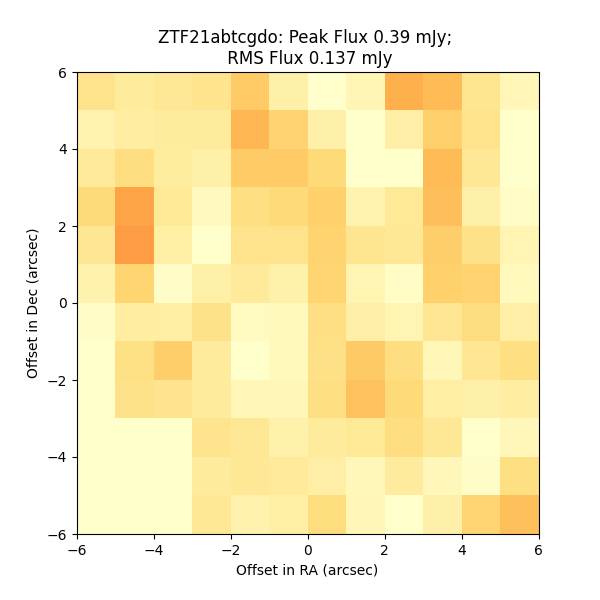 ZTF21abtcgdo: Peak Flux 0.39 mJy;
RMS Flux 0.137 mJy
6
4
2
0
−2
−4
−6
Offset in Dec (arcsec)
−6 −4 −2 0 2 4 6
Offset in RA (arcsec)